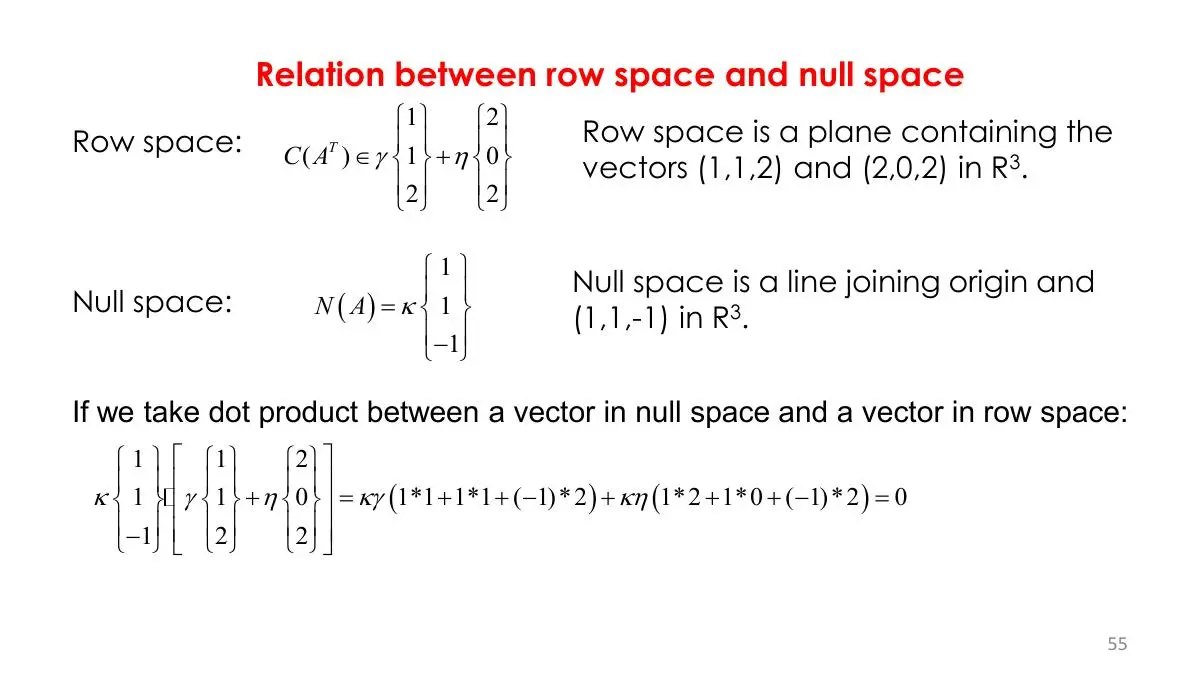 Relation between row space and null space
Row space: C(Aᵀ) ∈ γ {1 1 2} + η {2 0 2}
Row space is a plane containing the
vectors (1,1,2) and (2,0,2) in R³.
Null space: N(A) = κ {1 1 −1}
Null space is a line joining origin and
(1,1,-1) in R³.
If we take dot product between a vector in null space and a vector in row space:
κ {1 1 −1} ▯ [γ {1 1 2} + η {2 0 2}] = κγ(1*1+1*1+(−1)*2)+κη(1*2+1*0+(−1)*2) = 0
55